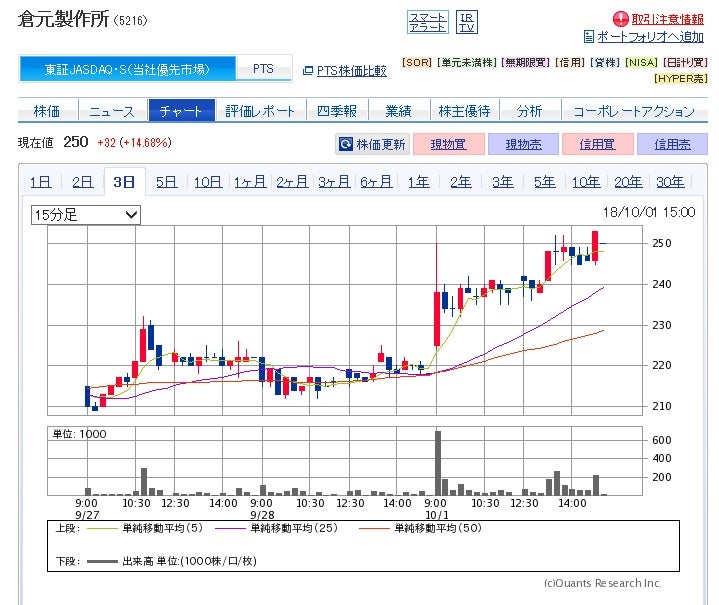 倉元製作所 (5216)
スマートアラート
IR TV
取引注意情報
ポートフォリオへ追加
東証JASDAQ・S(当社優先市場)
PTS
PTS株価比較
[SOR] [単元未満株] [無期限寛] [信用] [貸株] [NISA] [日計り寛]
[HYPER売]
株価 ニュース チャート 評価レポート 四季報 業績 株主優待 分析 コーポレートアクション
現在値 250 +32 (+14.68%)
株価更新 現物買 現物売 信用買 信用売
1日 2日 3日 5日 10日 1ヶ月 2ヶ月 3ヶ月 6ヶ月 1年 2年 3年 5年 10年 20年 30年
15分足
18/10/01 15:00
250
240
230
220
210
単位: 1000
600
400
200
9:00 10:30 12:30 14:00 9:00 10:30 12:30 14:00 9:00 10:30 12:30 14:00
9/27 9/28 10/1
上段: 単純移動平均(5) 単純移動平均(25) 単純移動平均(50)
下段: 出来高 単位:(1000株/口/枚)
(c)Quants Research Inc.